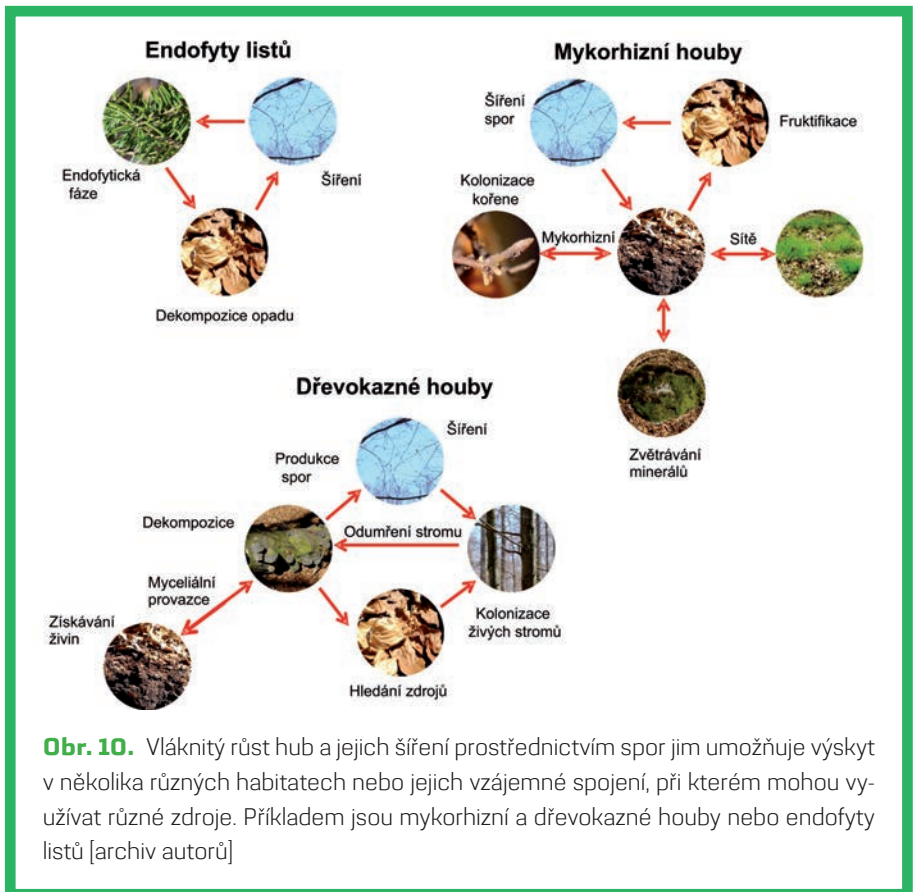 Endofyty listů
Endofytická
fáze
Šíření
Dekompozice opadu
Mykorhizní houby
Šíření
spor
Fruktifikace
Kolonizace
kořene
Mykorhizní
Sítě
Zvětrávání
minerálů
Dřevokazné houby
Šíření
Produkce
spor
Dekompozice
Odumření stromu
Myceliální
provazce
Kolonizace
živých stromů
Získávání
živin
Hledání zdrojů
Obr. 10. Vláknitý růst hub a jejich šíření prostřednictvím spor jim umožňuje výskyt
v několika různých habitatech nebo jejich vzájemné spojení, při kterém mohou vy-
užívat různé zdroje. Příkladem jsou mykorhizní a dřevokazné houby nebo endofyty
listů [archiv autorů]